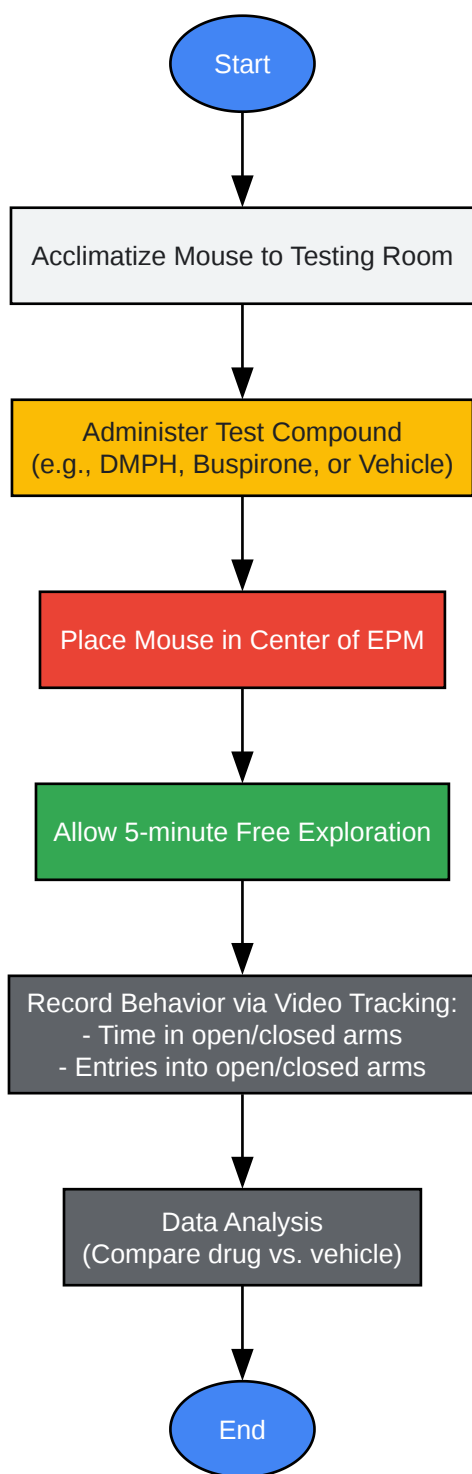 Start
Acclimatize Mouse to Testing Room
Administer Test Compound
(e.g., DMPH, Buspirone, or Vehicle)
Place Mouse in Center of EPM
Allow 5-minute Free Exploration
Record Behavior via Video Tracking:
- Time in open/closed arms
- Entries into open/closed arms
Data Analysis
(Compare drug vs. vehicle)
End